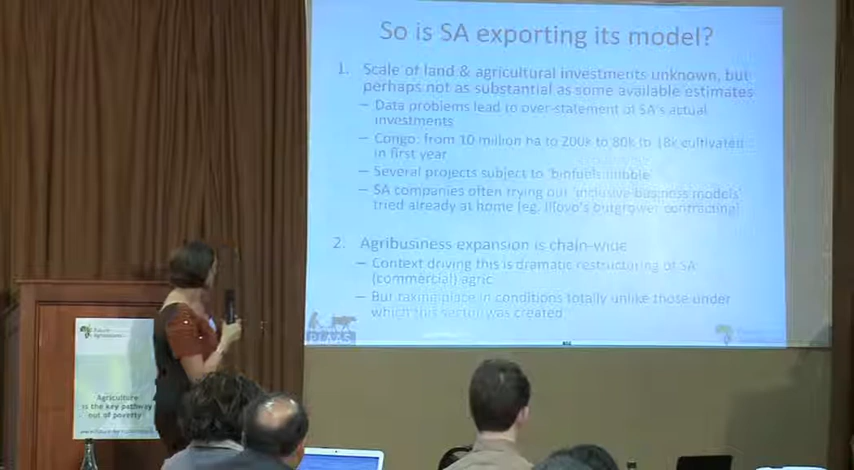 So is SA exporting its model?
1. Scale of land & agricultural investments unknown, but
perhaps not as substantial as some available estimates
– Data problems lead to over-statement of SA's actual
investments
– Congo: from 10 million ha to 200k to 80k to 18k cultivated
in first year
– Several projects subject to 'biofuels bubble'
– SA companies often trying out 'inclusive business models'
tried already at home (eg. Illovo's outgrower contracting)
2. Agribusiness expansion is chain-wide
– Context driving this is dramatic restructuring of SA
(commercial) agric
– But taking place in conditions totally unlike those under
which this sector was created
PLAAS
Future
Agricultures
Agriculture
is the key pathway
out of poverty